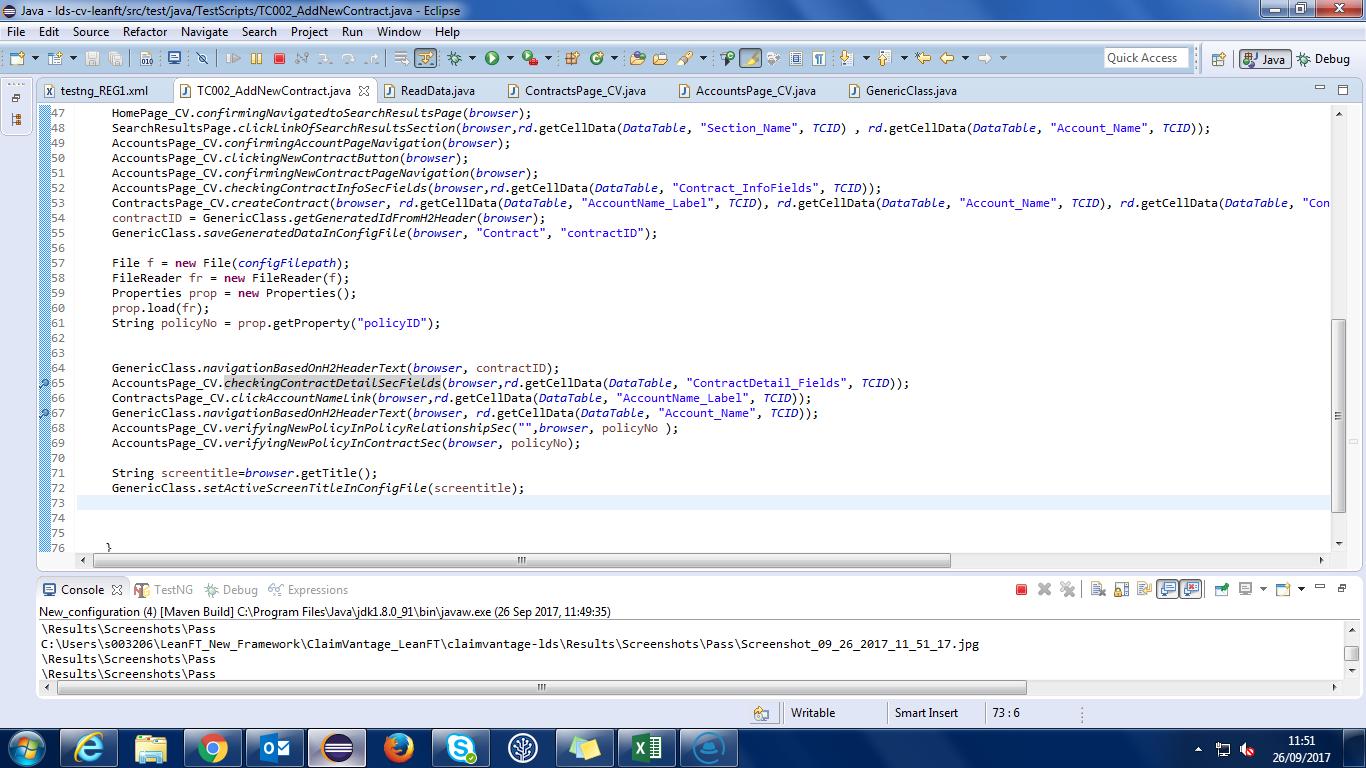 Java - lds-cv-leanft/src/test/java/TestScripts/TC002_AddNewContract.java - Eclipse
File Edit Source Refactor Navigate Search Project Run Window Help
Quick Access Java Debug
testng_REG1.xml TC002_AddNewContract.java ReadData.java ContractsPage_CV.java AccountsPage_CV.java GenericClass.java
47 HomePage_CV.confirmingNavigatedtoSearchResultsPage(browser);
48 SearchResultsPage.clickLinkOfSearchResultsSection(browser,rd.getCellData(DataTable, "Section_Name", TCID) , rd.getCellData(DataTable, "Account_Name", TCID));
49 AccountsPage_CV.confirmingAccountPageNavigation(browser);
50 AccountsPage_CV.clickingNewContractButton(browser);
51 AccountsPage_CV.confirmingNewContractPageNavigation(browser);
52 AccountsPage_CV.checkingContractInfoSecFields(browser,rd.getCellData(DataTable, "Contract_InfoFields", TCID));
53 ContractsPage_CV.createContract(browser, rd.getCellData(DataTable, "AccountName_Label", TCID), rd.getCellData(DataTable, "Account_Name", TCID), rd.getCellData(DataTable, "Con
54 contractID = GenericClass.getGeneratedIdFromH2Header(browser);
55 GenericClass.saveGeneratedDataInConfigFile(browser, "Contract", "contractID");
56
57 File f = new File(configFilepath);
58 FileReader fr = new FileReader(f);
59 Properties prop = new Properties();
60 prop.load(fr);
61 String policyNo = prop.getProperty("policyID");
62
63
64 GenericClass.navigationBasedOnH2HeaderText(browser, contractID);
65 AccountsPage_CV.checkingContractDetailSecFields(browser,rd.getCellData(DataTable, "ContractDetail_Fields", TCID));
66 ContractsPage_CV.clickAccountNameLink(browser,rd.getCellData(DataTable, "AccountName_Label", TCID));
67 GenericClass.navigationBasedOnH2HeaderText(browser, rd.getCellData(DataTable, "Account_Name", TCID));
68 AccountsPage_CV.verifyingNewPolicyInPolicyRelationshipSec("",browser, policyNo );
69 AccountsPage_CV.verifyingNewPolicyInContractSec(browser, policyNo);
70
71 String screentitle=browser.getTitle();
72 GenericClass.setActiveScreenTitleInConfigFile(screentitle);
73
74
75
76 }
Console TestNG Debug Expressions
New_configuration (4) [Maven Build] C:\Program Files\Java\jdk1.8.0_91\bin\javaw.exe (26 Sep 2017, 11:49:35)
\Results\Screenshots\Pass
C:\Users\s003206\LeanFT_New_Framework\ClaimVantage_LeanFT\claimvantage-lds\Results\Screenshots\Pass\Screenshot_09_26_2017_11_51_17.jpg
\Results\Screenshots\Pass
\Results\Screenshots\Pass
Writable Smart Insert 73 : 6
11:51
26/09/2017